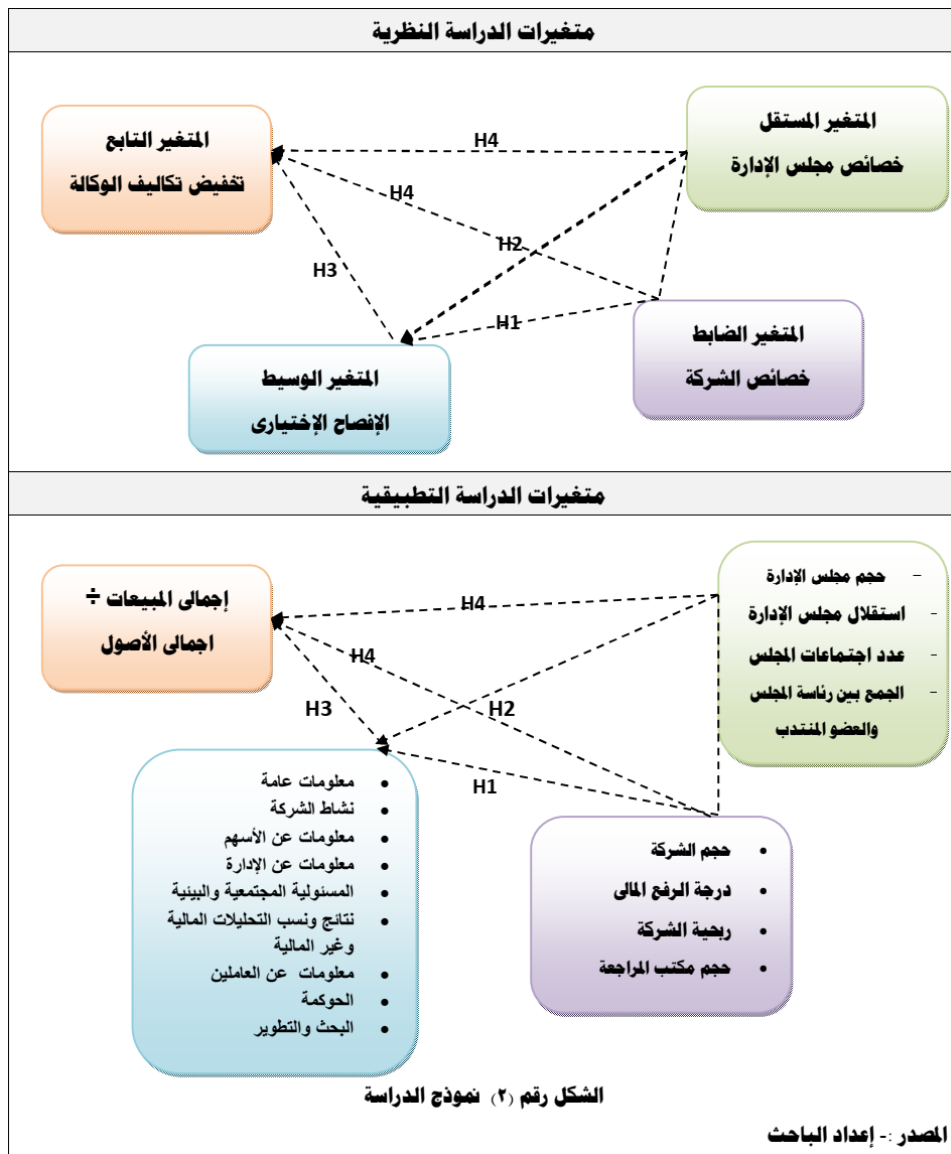 متغيرات الدراسة النظرية
المتغير المستقل
خصائص مجلس الإدارة
المتغير التابع
تخفيض تكاليف الوكالة
H4
H4
H2
H3
H1
المتغير الضابط
خصائص الشركة
المتغير الوسيط
الإفصاح الإختيارى
متغيرات الدراسة التطبيقية
- حجم مجلس الإدارة
- استقلال مجلس الإدارة
- عدد اجتماعات المجلس
- الجمع بين رئاسة المجلس
والعضو المنتدب
إجمالى المبيعات ÷
اجمالى الأصول
H4
H4
H3
H2
H1
• معلومات عامة
• نشاط الشركة
• معلومات عن الأسهم
• معلومات عن الإدارة
• المسئولية المجتمعية والبيئية
• نتائج ونسب التحليلات المالية
وغير المالية
• معلومات عن العاملين
• الحوكمة
• البحث والتطوير
• حجم الشركة
• درجة الرفع المالى
• ربحية الشركة
• حجم مكتب المراجعة
الشكل رقم (٢) نموذج الدراسة
المصدر :- إعداد الباحث